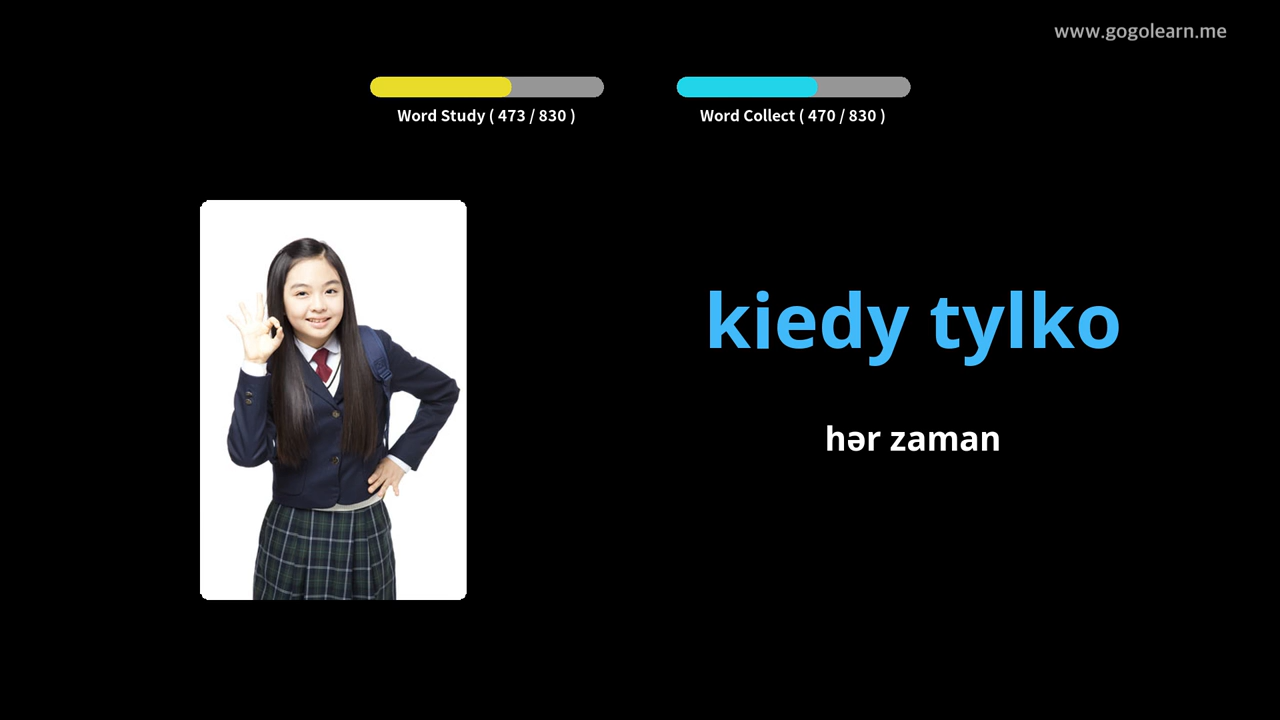 www.gogolearn.me
Word Study ( 473 / 830 )
Word Collect ( 470 / 830 )
kiedy tylko
hər zaman